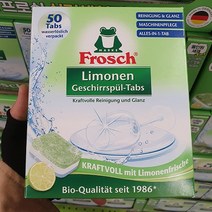 50
Tabs
wasserlöslich
verpackt
REINIGUNG & GLANZ
MASCHINENPFLEGE
ALLES-IN-1-TAB
Frosch
Limonen
Geschirrspül-Tabs
Kraftvolle Reinigung und Glanz
KRAFTVOLL mit Limonenfrische
Bio-Qualität seit 1986*